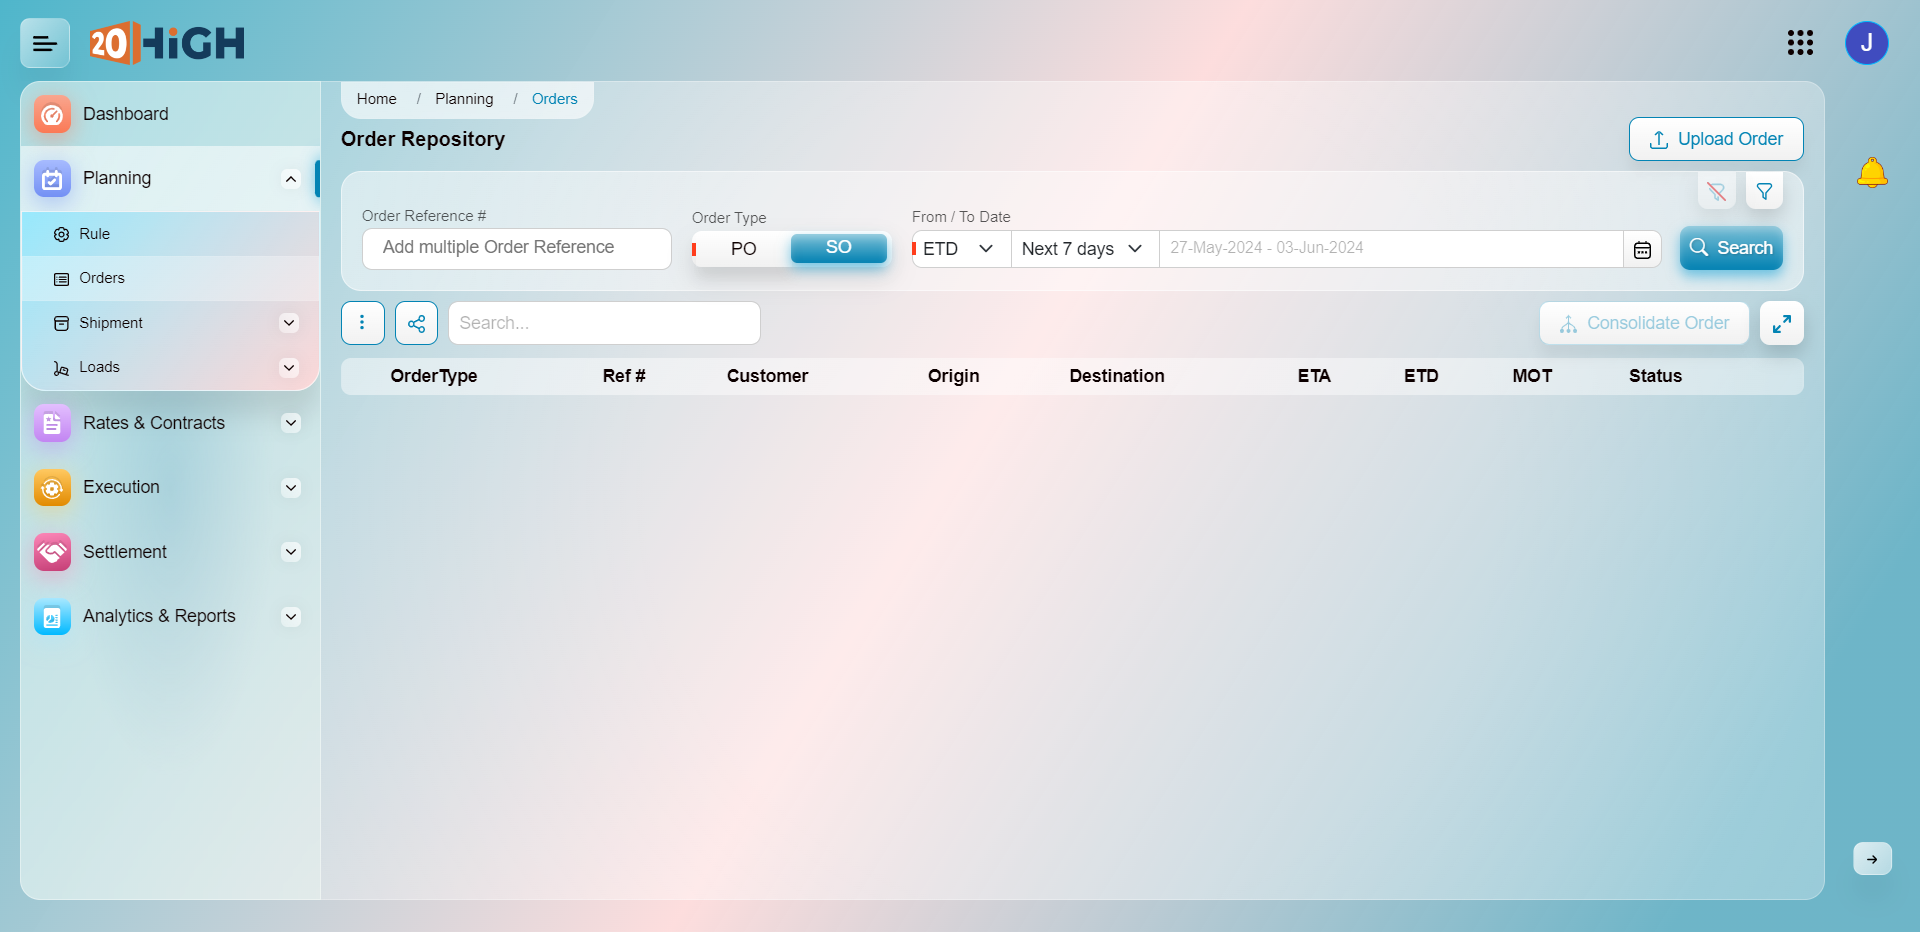 20HiGH
J
Home / Planning / Orders
Order Repository
Upload Order
Dashboard
Planning
Rule
Orders
Shipment
Loads
Rates & Contracts
Execution
Settlement
Analytics & Reports
Order Reference #
Add multiple Order Reference
Order Type
PO SO
From / To Date
ETD Next 7 days 27-May-2024 - 03-Jun-2024
Search
Search...
Consolidate Order
OrderType Ref # Customer Origin Destination ETA ETD MOT Status